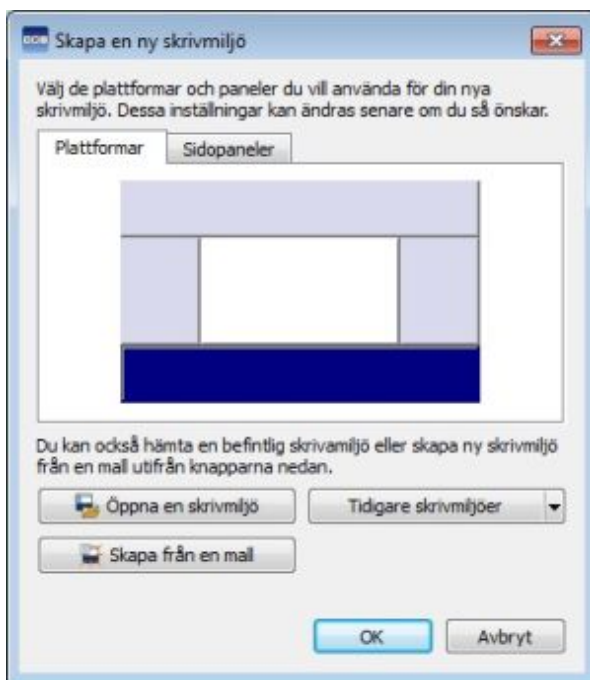 Skapa en ny skrivmiljö
Välj de plattformar och paneler du vill använda för din nya
skrivmiljö. Dessa inställningar kan ändras senare om du så önskar.
Plattformar
Sidopaneler
Du kan också hämta en befintlig skrivamiljö eller skapa ny skrivmiljö
från en mall utifrån knapparna nedan.
Öppna en skrivmiljö
Tidigare skrivmiljöer
Skapa från en mall
OK
Avbryt